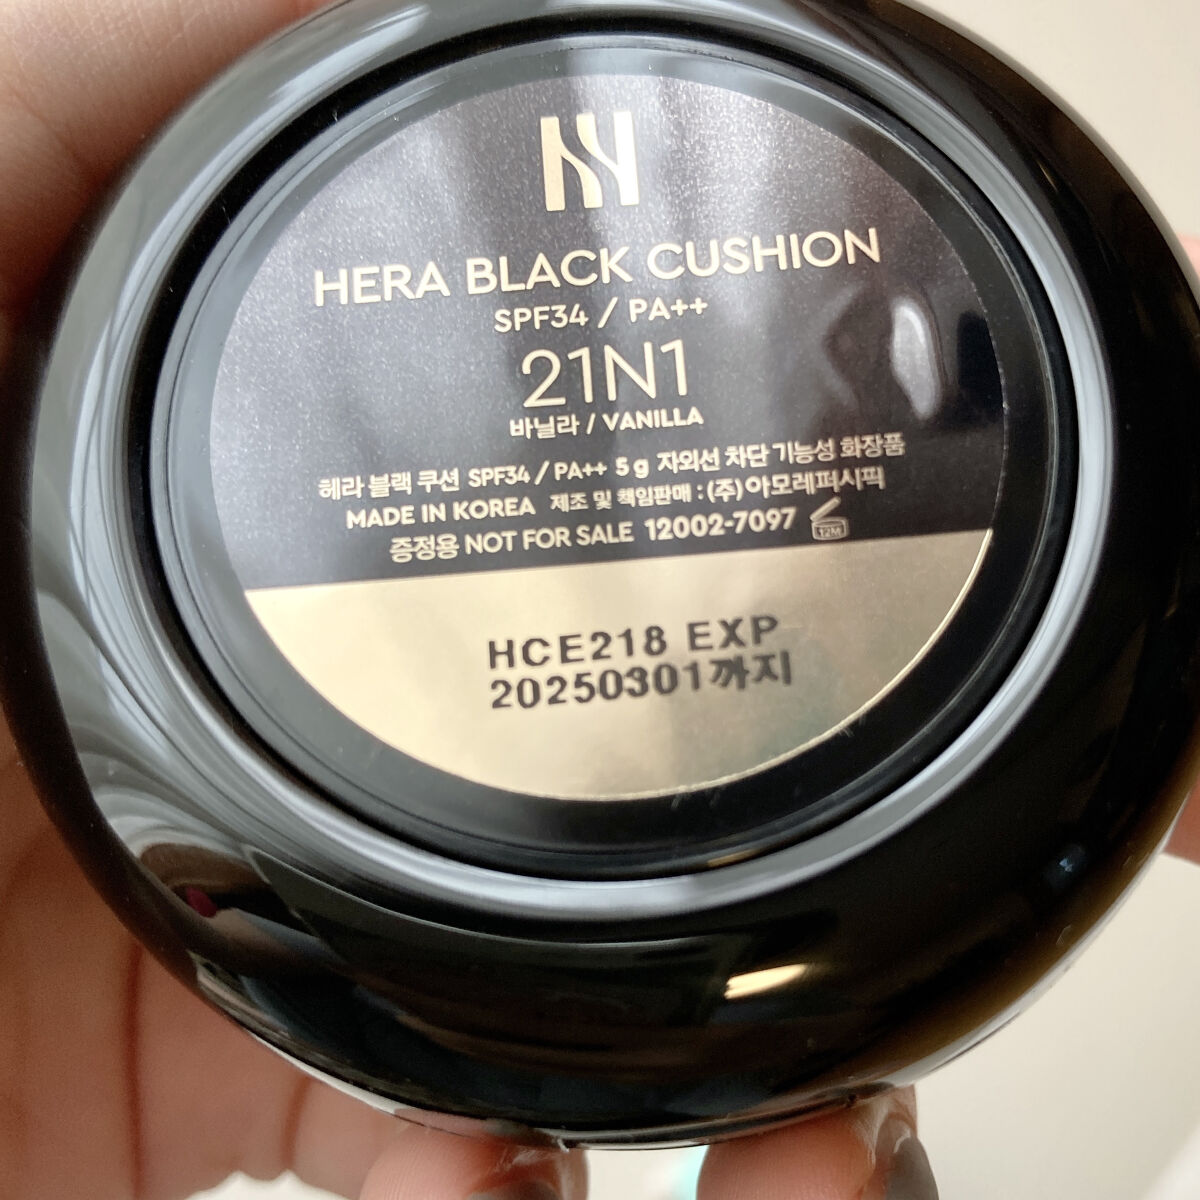 HERA BLACK CUSHION
SPF34 / PA++
21N1
바닐라 / VANILLA
헤라 블랙 쿠션 SPF34 / PA++ 5 g 자외선 차단 기능성 화장품
MADE IN KOREA 제조 및 책임판매 : (주)아모레퍼시픽
증정용 NOT FOR SALE 12002-7097 12M
HCE218 EXP
20250301까지